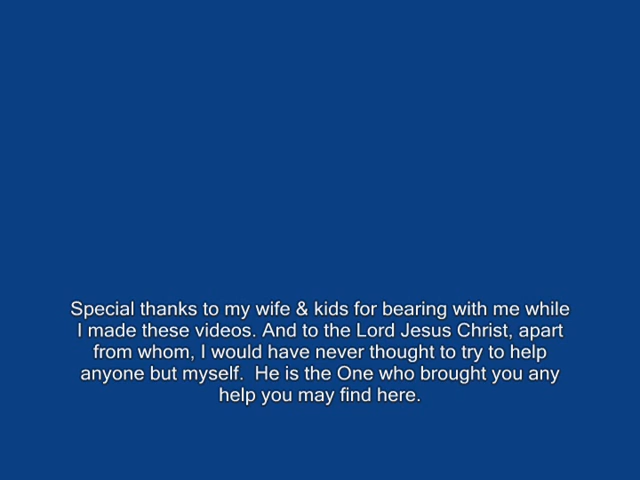 Special thanks to my wife & kids for bearing with me while
I made these videos. And to the Lord Jesus Christ, apart
from whom, I would have never thought to try to help
anyone but myself.  He is the One who brought you any
help you may find here.